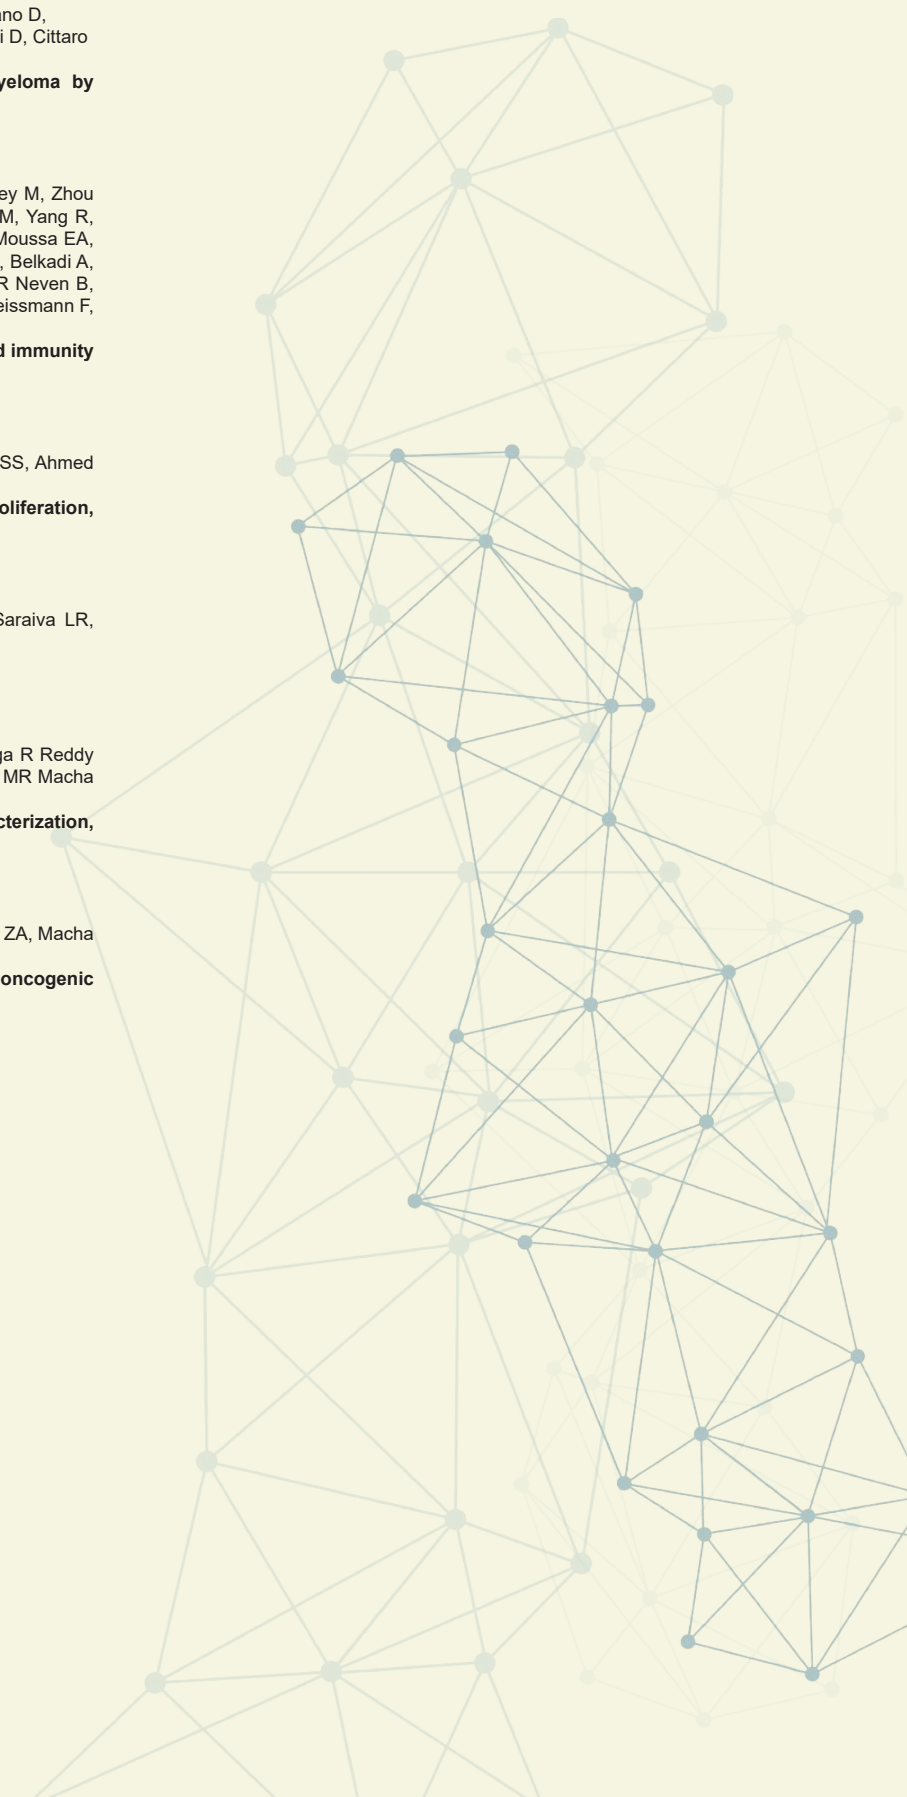 no D,
i D, Cittaro
yeloma by
ey M, Zhou
M, Yang R,
Moussa EA,
, Belkadi A,
R Neven B,
eissmann F,
d immunity
SS, Ahmed
oliferation,
Saraiva LR,
ga R Reddy
MR Macha
cterization,
ZA, Macha
oncogenic